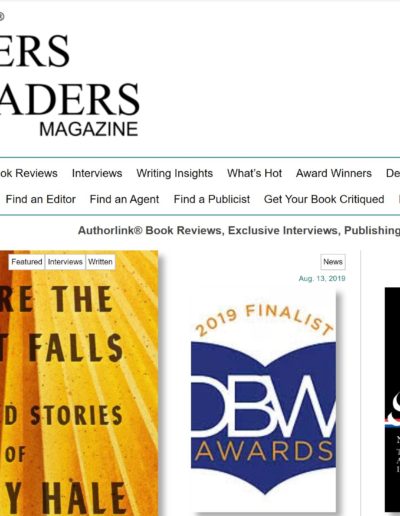 ®
ERS
ADERS
MAGAZINE
ok Reviews Interviews Writing Insights What's Hot Award Winners De
Find an Editor Find an Agent Find a Publicist Get Your Book Critiqued
Authorlink® Book Reviews, Exclusive Interviews, Publishing
Featured Interviews Written
News
Aug. 13, 2019
RE THE
T FALLS
D STORIES
OF
Y HALE
2019 FINALIST
DBW
AWARDS